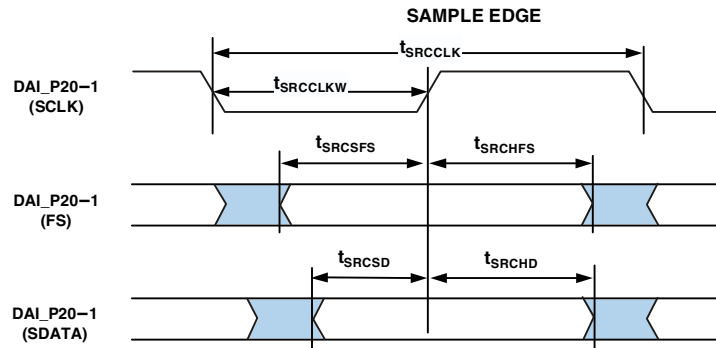 SAMPLE EDGE
tSRCCLK
DAI_P20–1
(SCLK)
tSRCCLKW
tSRCSFS
tSRCHFS
DAI_P20–1
(FS)
tSRCSD
tSRCHD
DAI_P20–1
(SDATA)